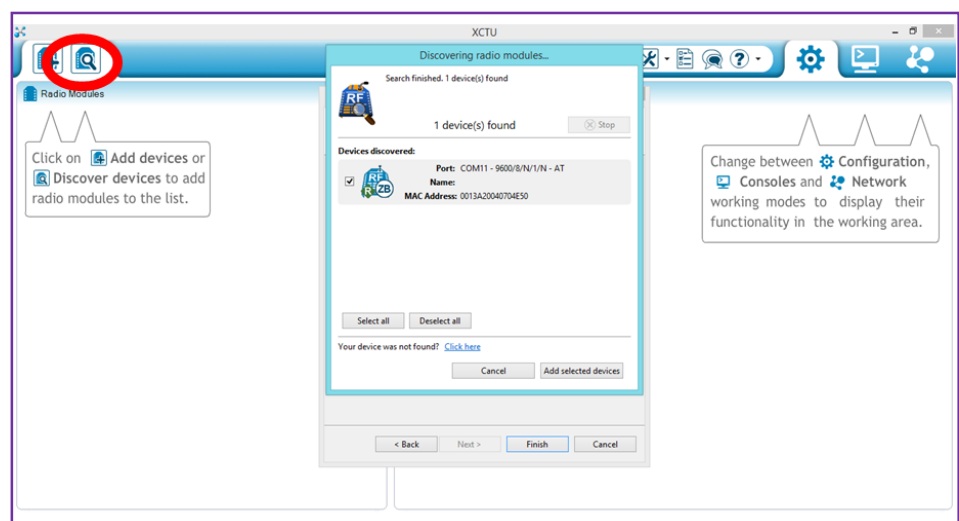 XCTU
Discovering radio modules...
Search finished. 1 device(s) found
1 device(s) found
Stop
Devices discovered:
Port: COM11 - 9600/8/N/1/N - AT
Name:
MAC Address: 0013A20040704E50
Select all
Deselect all
Your device was not found? Click here
Cancel
Add selected devices
< Back
Next >
Finish
Cancel
Radio Modules
Click on Add devices or
Discover devices to add
radio modules to the list.
Change between Configuration,
Consoles and Network
working modes to display their
functionality in the working area.
RF
RF
R
ZB